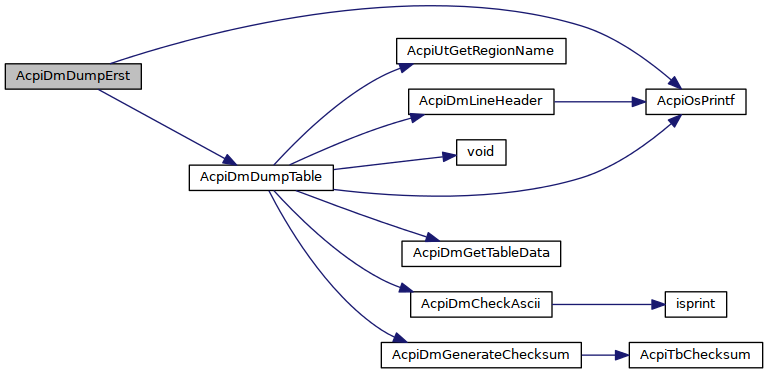 AcpiDmDumpErst
AcpiUtGetRegionName
AcpiDmLineHeader
AcpiOsPrintf
void
AcpiDmDumpTable
AcpiDmGetTableData
AcpiDmCheckAscii
isprint
AcpiDmGenerateChecksum
AcpiTbChecksum